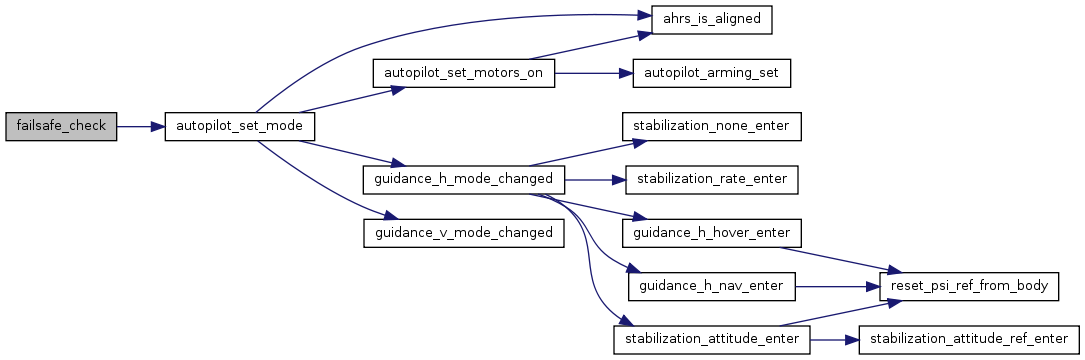 ahrs_is_aligned
autopilot_set_motors_on
autopilot_arming_set
failsafe_check
autopilot_set_mode
stabilization_none_enter
guidance_h_mode_changed
stabilization_rate_enter
guidance_v_mode_changed
guidance_h_hover_enter
guidance_h_nav_enter
reset_psi_ref_from_body
stabilization_attitude_enter
stabilization_attitude_ref_enter